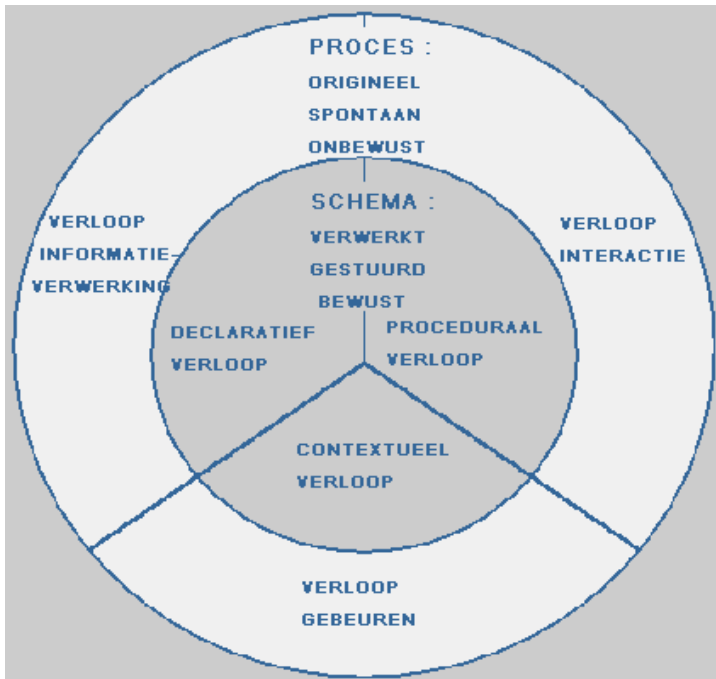 PROCES :
ORIGINEEL
SPONTAAN
ONBEWUST
SCHEMA :
VERWERKT
GESTUURD
BEWUST
VERLOOP
INFORMATIE-
VERWERKING
VERLOOP
INTERACTIE
DECLARATIEF
VERLOOP
PROCEDURAAL
VERLOOP
CONTEXTUEEL
VERLOOP
VERLOOP
GEBEUREN